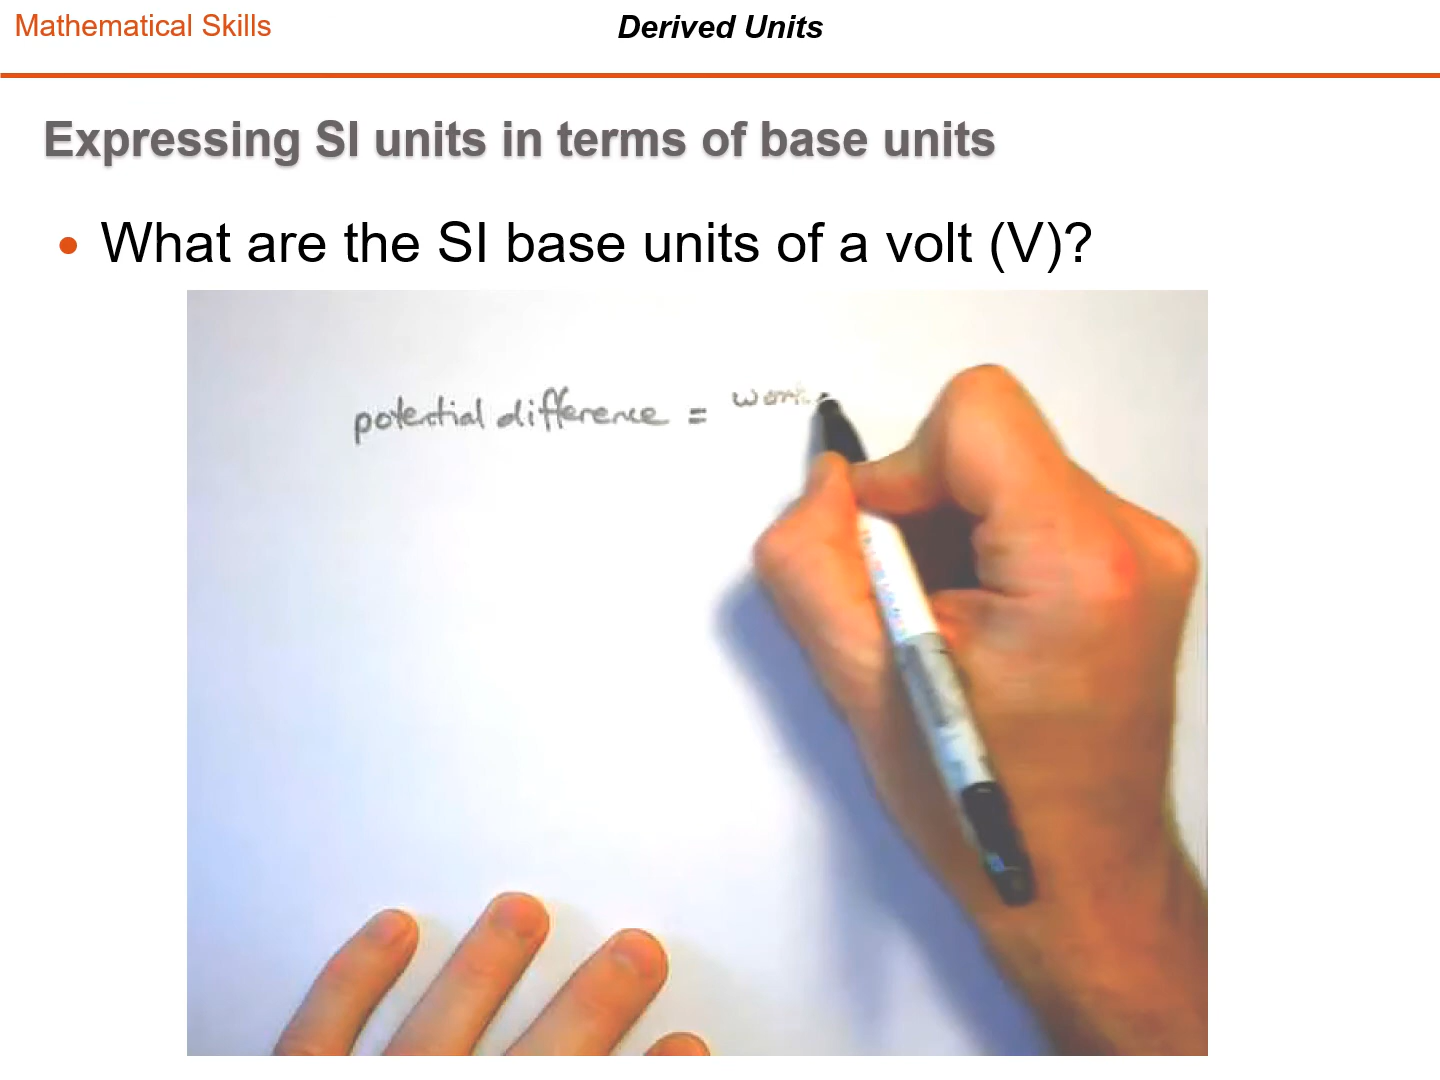 Mathematical Skills
Derived Units
Expressing SI units in terms of base units
• What are the SI base units of a volt (V)?
potential difference = work